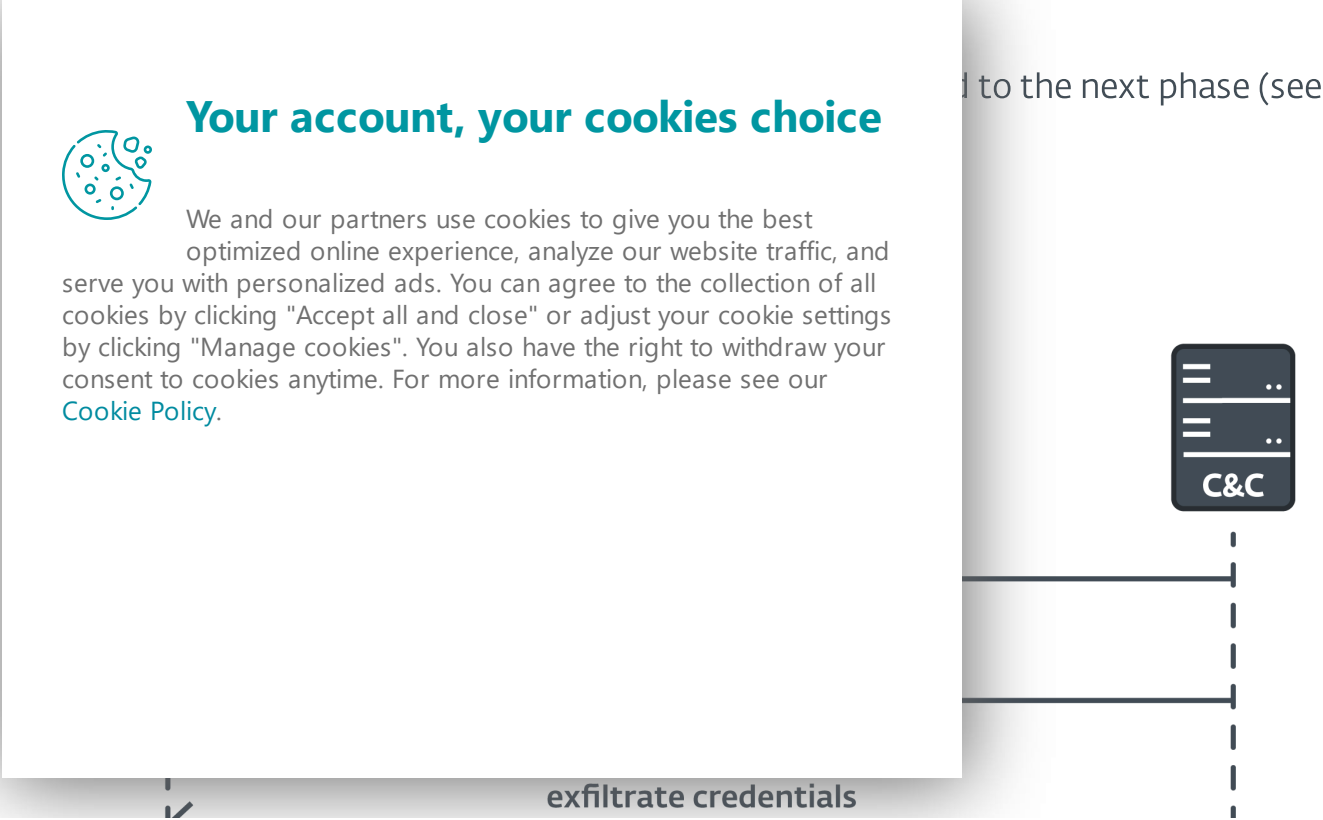 Your account, your cookies choice
to the next phase (see
We and our partners use cookies to give you the best
optimized online experience, analyze our website traffic, and
serve you with personalized ads. You can agree to the collection of all
cookies by clicking "Accept all and close" or adjust your cookie settings
by clicking "Manage cookies". You also have the right to withdraw your
consent to cookies anytime. For more information, please see our
Cookie Policy.
C&C
exfiltrate credentials